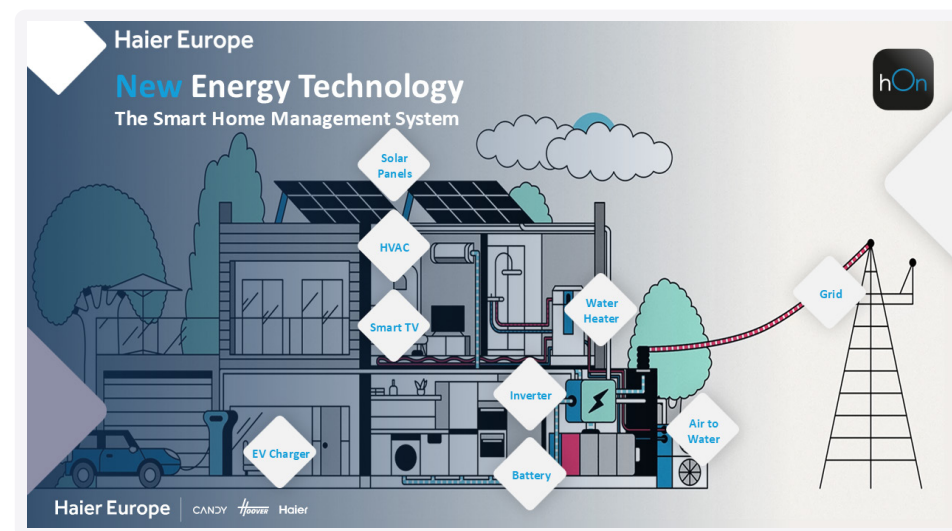 Haier Europe
New Energy Technology
The Smart Home Management System
hOn
Solar
Panels
HVAC
Smart TV
Water
Heater
Grid
Inverter
Air to
Water
EV Charger
Battery
Haier Europe
CANDY Hoover Haier